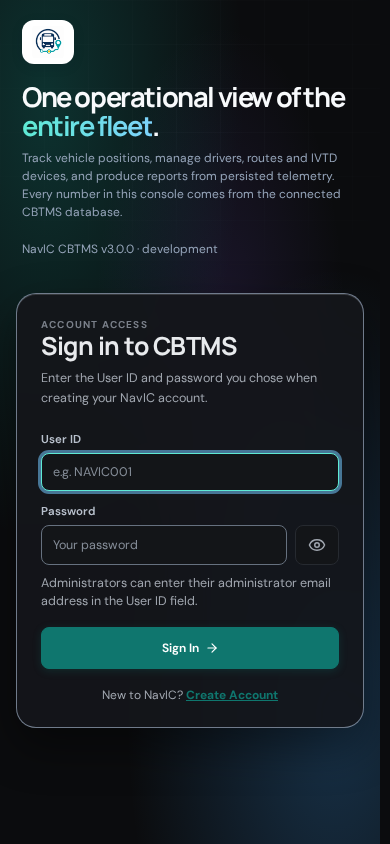 One operational view of the
entire fleet.
Track vehicle positions, manage drivers, routes and IVTD
devices, and produce reports from persisted telemetry.
Every number in this console comes from the connected
CBTMS database.
NavIC CBTMS v3.0.0 · development
ACCOUNT ACCESS
Sign in to CBTMS
Enter the User ID and password you chose when
creating your NavIC account.
User ID
e.g. NAVIC001
Password
Your password
Administrators can enter their administrator email
address in the User ID field.
Sign In →
New to NavIC? Create Account